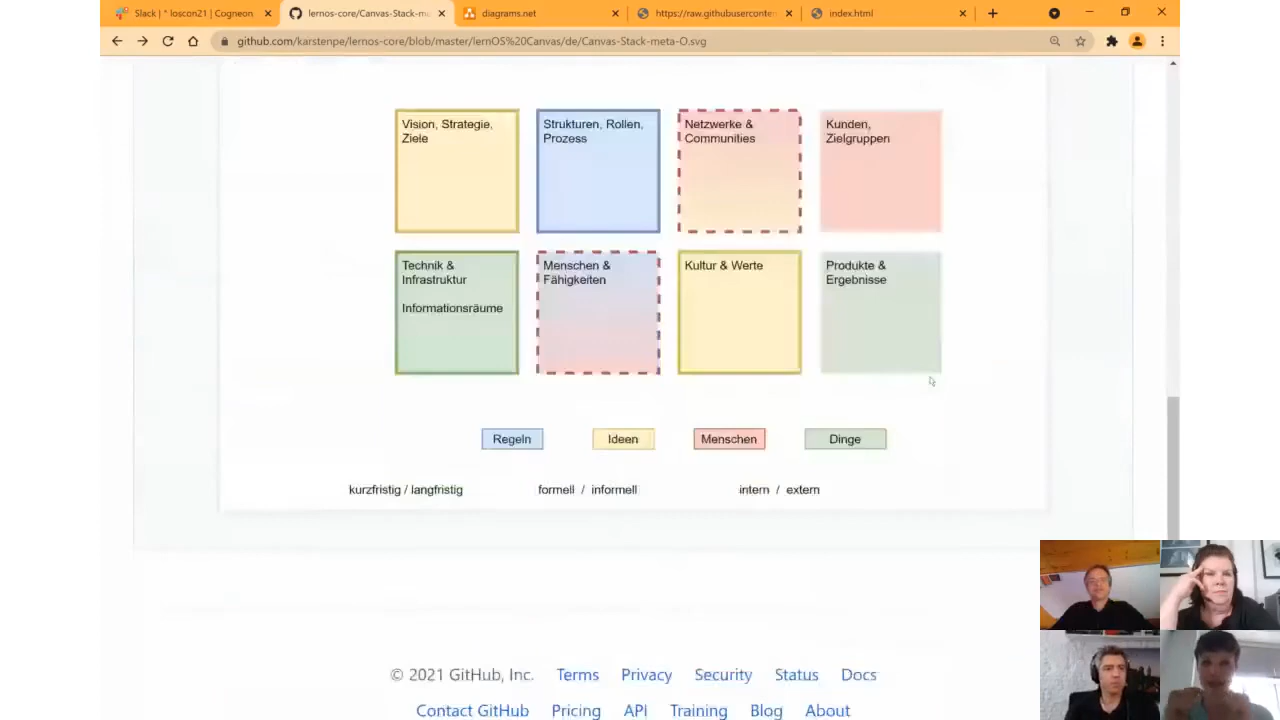 Slack | * loscon21 | Cogneon
lernos-core/Canvas-Stack-m
diagrams.net
https://raw.githubuserconten
index.html
github.com/karstenpe/lernos-core/blob/master/lernOS%20Canvas/de/Canvas-Stack-meta-O.svg
Vision, Strategie,
Ziele
Strukturen, Rollen,
Prozess
Netzwerke &
Communities
Kunden,
Zielgruppen
Technik &
Infrastruktur
Informationsräume
Menschen &
Fähigkeiten
Kultur & Werte
Produkte &
Ergebnisse
Regeln
Ideen
Menschen
Dinge
kurzfristig / langfristig
formell / informell
intern / extern
© 2021 GitHub, Inc. Terms Privacy Security Status Docs
Contact GitHub Pricing API Training Blog About